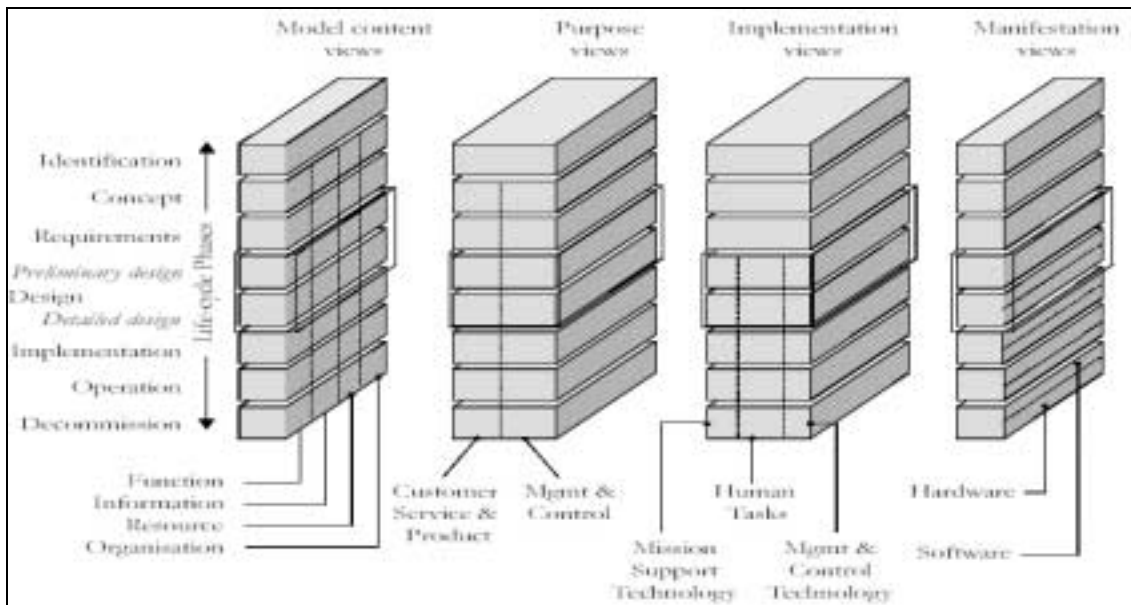 Model content
views
Purpose
views
Implementation
views
Manifestation
views
Identification
Concept
Requirements
Preliminary design
Design
Detailed design
Implementation
Operation
Decommission
Life-cycle Phases
Function
Information
Resource
Organisation
Customer
Service &
Product
Mgmt &
Control
Human
Tasks
Mission
Support
Technology
Mgmt &
Control
Technology
Hardware
Software